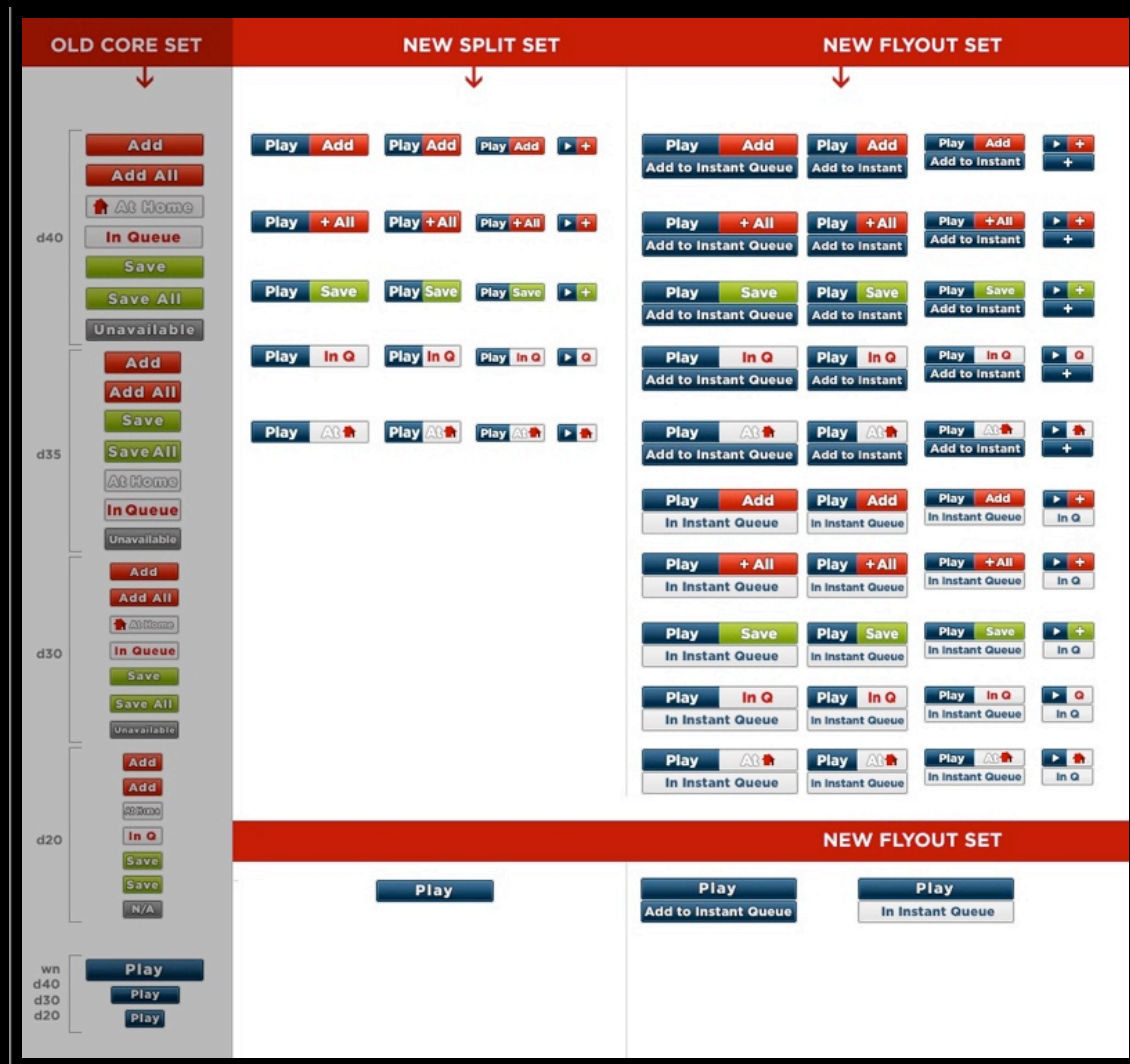 OLD CORE SET
NEW SPLIT SET
NEW FLYOUT SET
d40
Add
Add All
At Home
In Queue
Save
Save All
Unavailable
d35
Add
Add All
Save
Save All
At Home
In Queue
Unavailable
d30
Add
Add All
At Home
In Queue
Save
Save All
Unavailable
d20
Add
Add
At Home
In Q
Save
Save
N/A
wn
d40
d30
d20
Play
Play
Play
Play Add Play Add Play Add +
Play + All Play + All Play + All +
Play Save Play Save Play Save +
Play In Q Play In Q Play In Q Q
Play At Play At Play At
Play Add Play Add Play Add +
Add to Instant Queue Add to Instant Add to Instant +
Play + All Play + All Play + All +
Add to Instant Queue Add to Instant Add to Instant +
Play Save Play Save Play Save +
Add to Instant Queue Add to Instant Add to Instant +
Play In Q Play In Q Play In Q Q
Add to Instant Queue Add to Instant Add to Instant +
Play At Play At Play At
Add to Instant Queue Add to Instant Add to Instant +
Play Add Play Add Play Add +
In Instant Queue In Instant Queue In Instant Queue In Q
Play + All Play + All Play + All +
In Instant Queue In Instant Queue In Instant Queue In Q
Play Save Play Save Play Save +
In Instant Queue In Instant Queue In Instant Queue In Q
Play In Q Play In Q Play In Q Q
In Instant Queue In Instant Queue In Instant Queue In Q
Play At Play At Play At
In Instant Queue In Instant Queue In Instant Queue In Q
NEW FLYOUT SET
Play
Play Play
Add to Instant Queue In Instant Queue